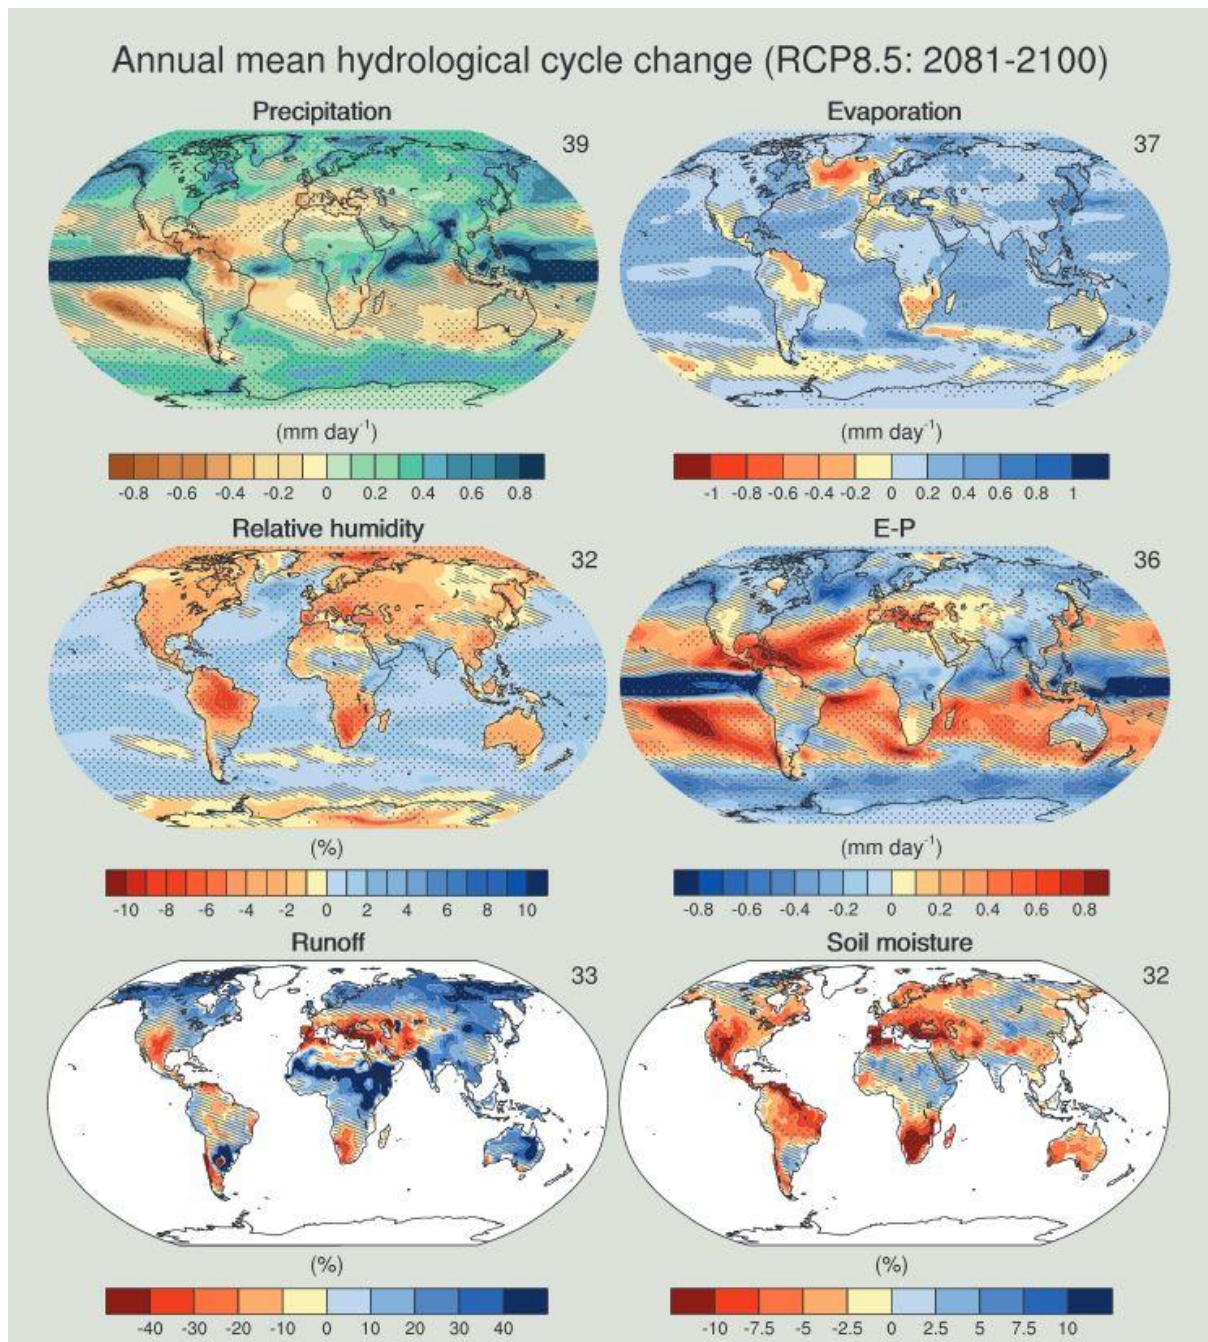 Annual mean hydrological cycle change (RCP8.5: 2081-2100)
Precipitation
39
(mm day-1)
-0.8 -0.6 -0.4 -0.2 0 0.2 0.4 0.6 0.8
Evaporation
37
(mm day-1)
-1 -0.8 -0.6 -0.4 -0.2 0 0.2 0.4 0.6 0.8 1
Relative humidity
32
(%)
-10 -8 -6 -4 -2 0 2 4 6 8 10
E-P
36
(mm day-1)
-0.8 -0.6 -0.4 -0.2 0 0.2 0.4 0.6 0.8
Runoff
33
(%)
-40 -30 -20 -10 0 10 20 30 40
Soil moisture
32
(%)
-10 -7.5 -5 -2.5 0 2.5 5 7.5 10